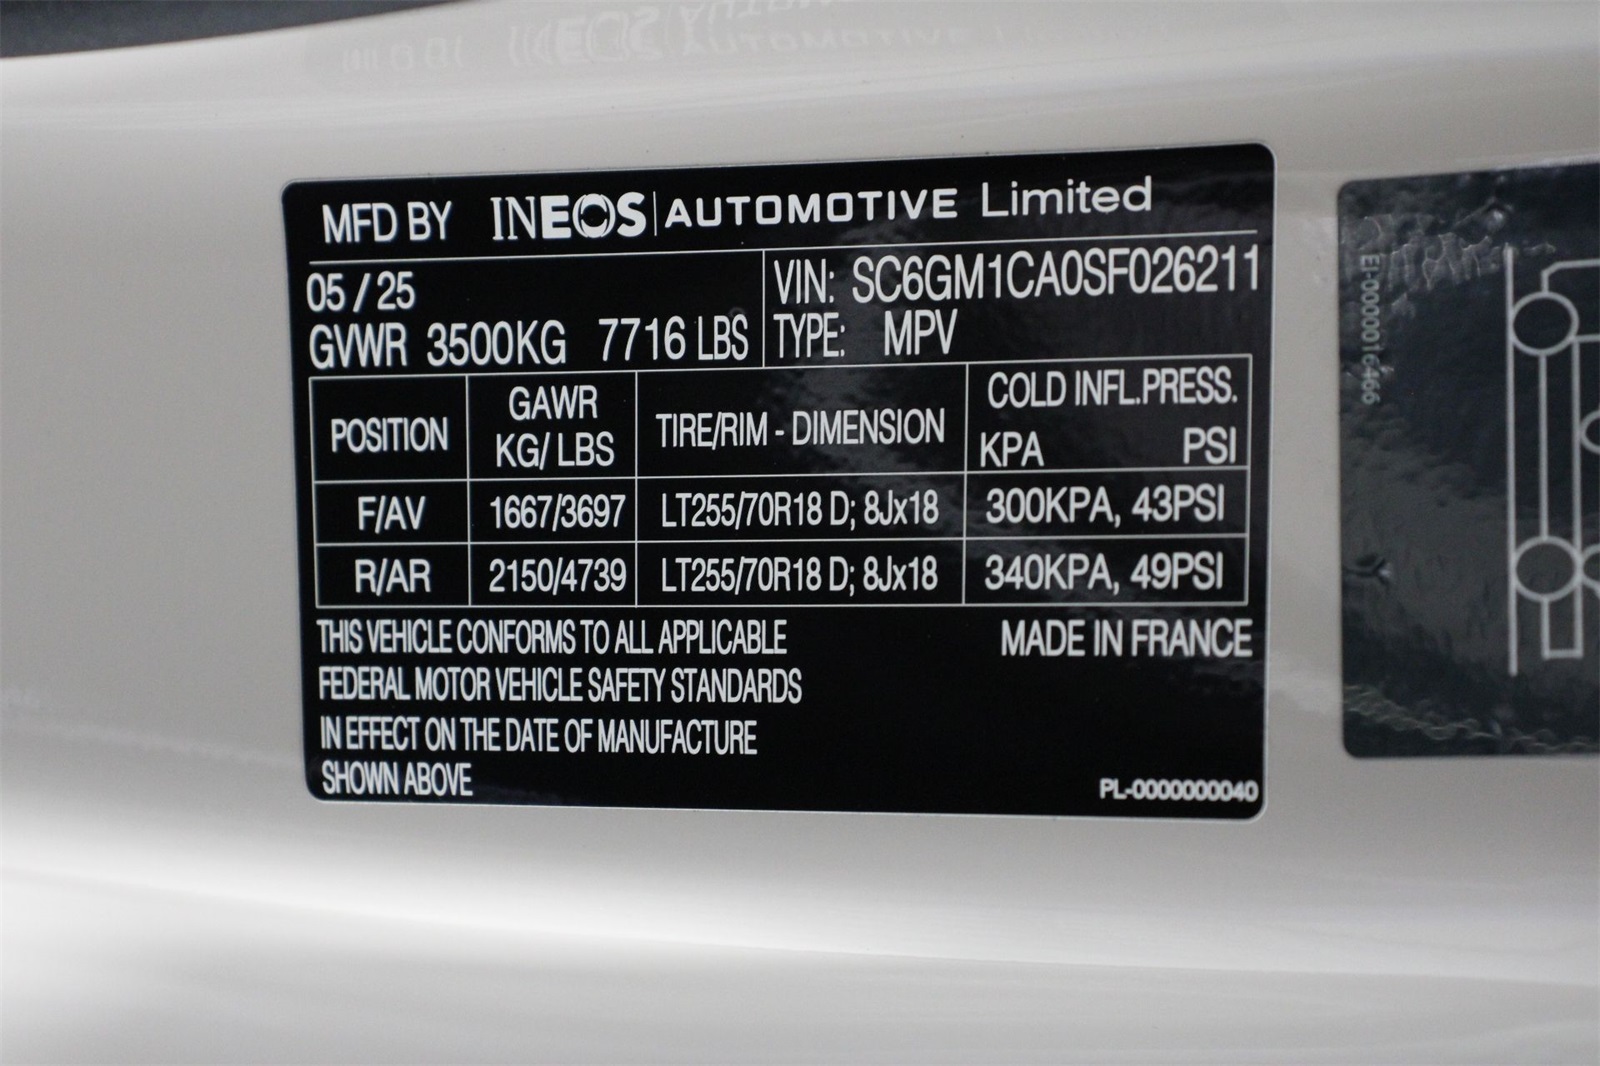 MFD BY INEOS AUTOMOTIVE Limited
05 / 25
GVWR 3500KG 7716 LBS
VIN: SC6GM1CA0SF026211
TYPE: MPV
POSITION GAWR KG/ LBS TIRE/RIM - DIMENSION COLD INFL.PRESS. KPA PSI
F/AV 1667/3697 LT255/70R18 D; 8Jx18 300KPA, 43PSI
R/AR 2150/4739 LT255/70R18 D; 8Jx18 340KPA, 49PSI
THIS VEHICLE CONFORMS TO ALL APPLICABLE
FEDERAL MOTOR VEHICLE SAFETY STANDARDS
IN EFFECT ON THE DATE OF MANUFACTURE
SHOWN ABOVE
MADE IN FRANCE
PL-0000000040
EI-0000016466